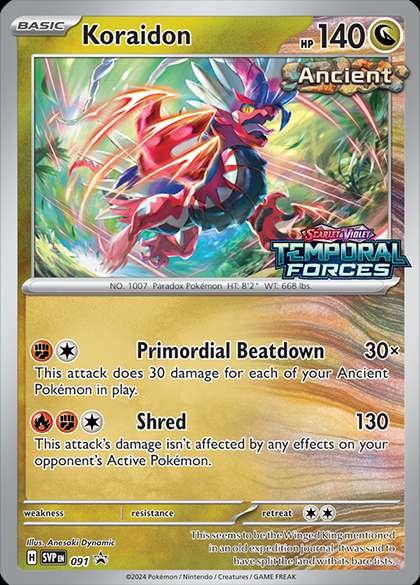 BASIC
Koraidon
HP 140
Ancient
SCARLET & VIOLET
TEMPORAL
FORCES
NO. 1007 Paradox Pokémon HT: 8'2" WT: 668 lbs.
Primordial Beatdown 30×
This attack does 30 damage for each of your Ancient
Pokémon in play.
Shred 130
This attack's damage isn't affected by any effects on your
opponent's Active Pokémon.
weakness resistance retreat
Illus. Anesaki Dynamic
H SVP EN 091
This seems to be the Winged King mentioned
in an old expedition journal. It was said to
have split the land with its bare fists.
©2024 Pokémon / Nintendo / Creatures / GAME FREAK